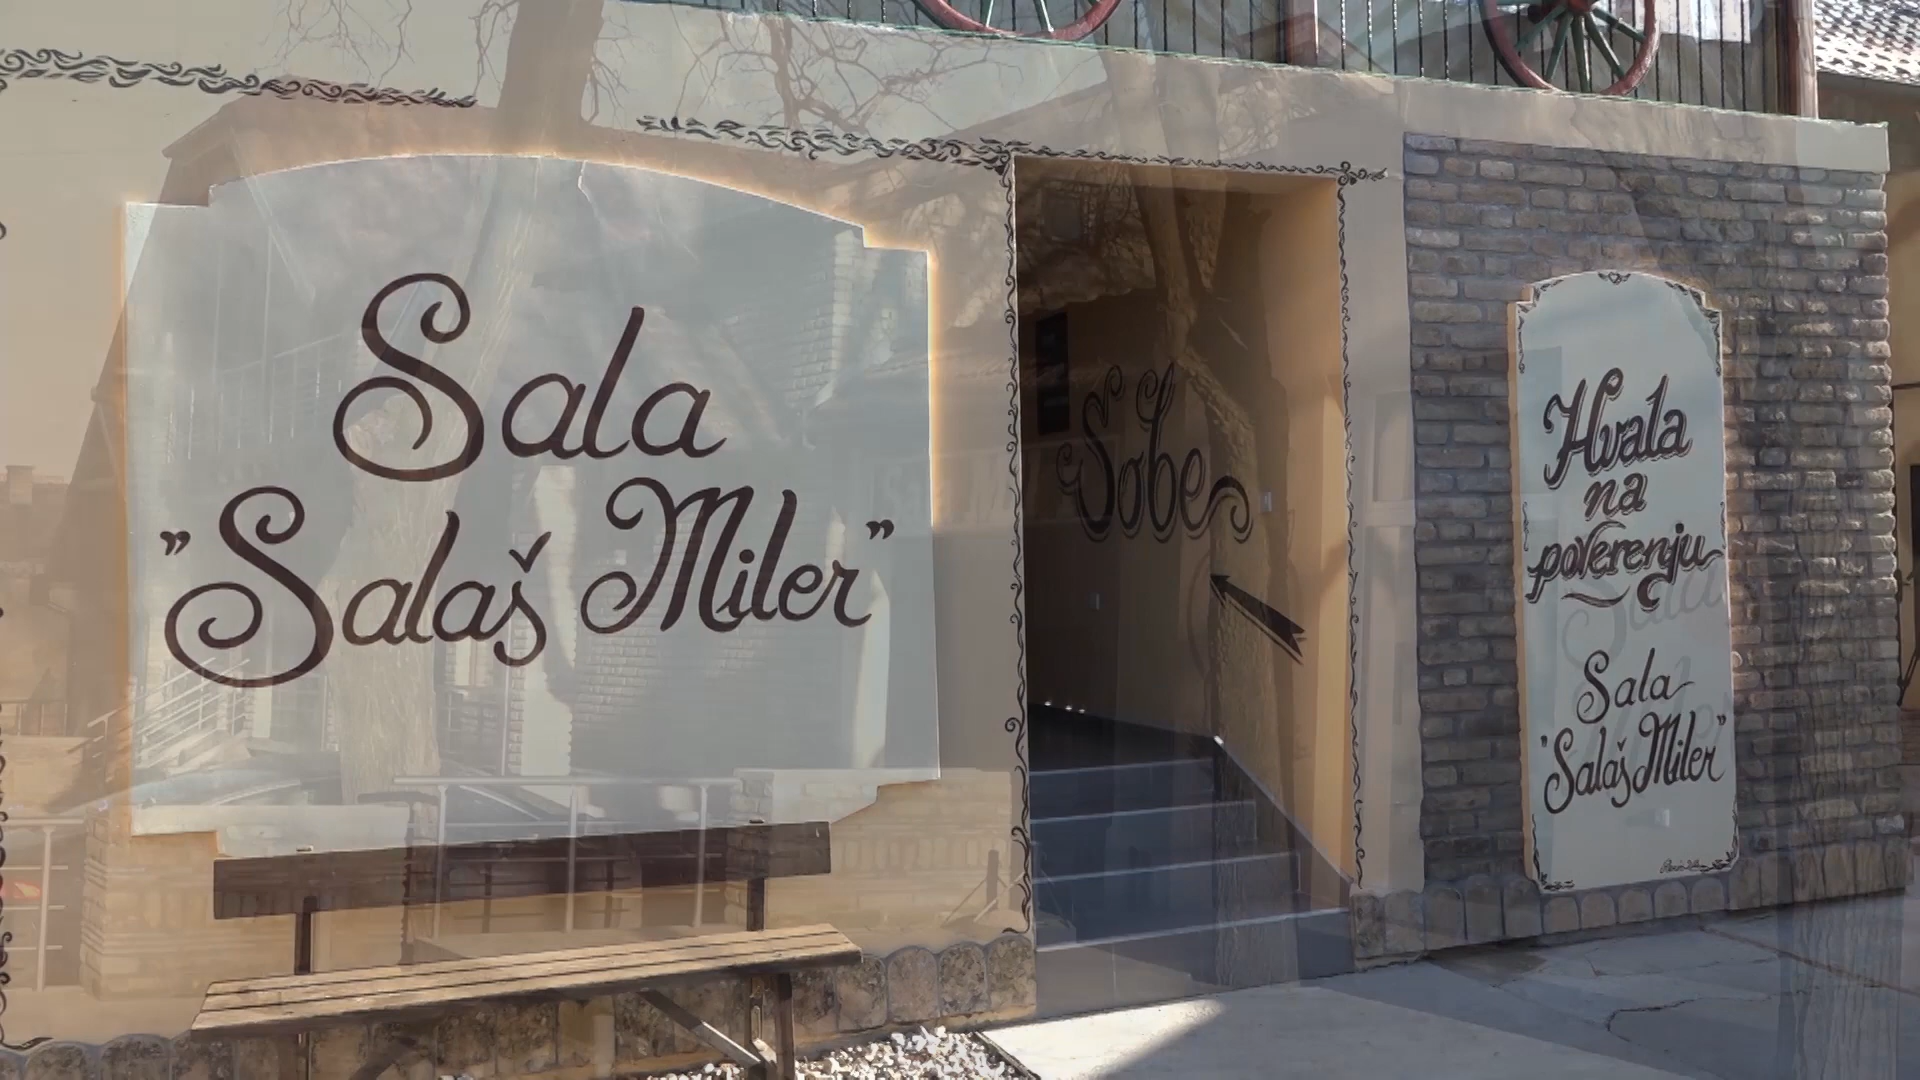 Sala
"Salaš Miler"
Sobe
Hvala
na
poverenju
Sala
"Salaš Miler"